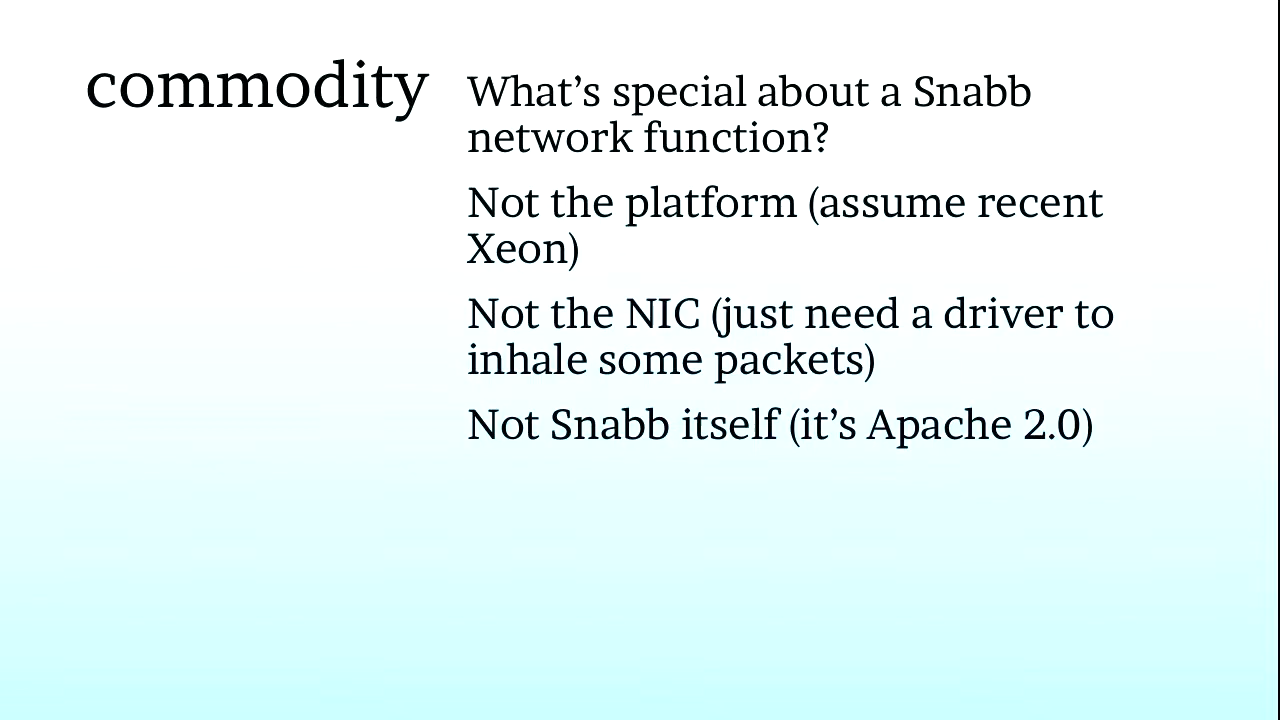 commodity
What’s special about a Snabb
network function?
Not the platform (assume recent
Xeon)
Not the NIC (just need a driver to
inhale some packets)
Not Snabb itself (it’s Apache 2.0)